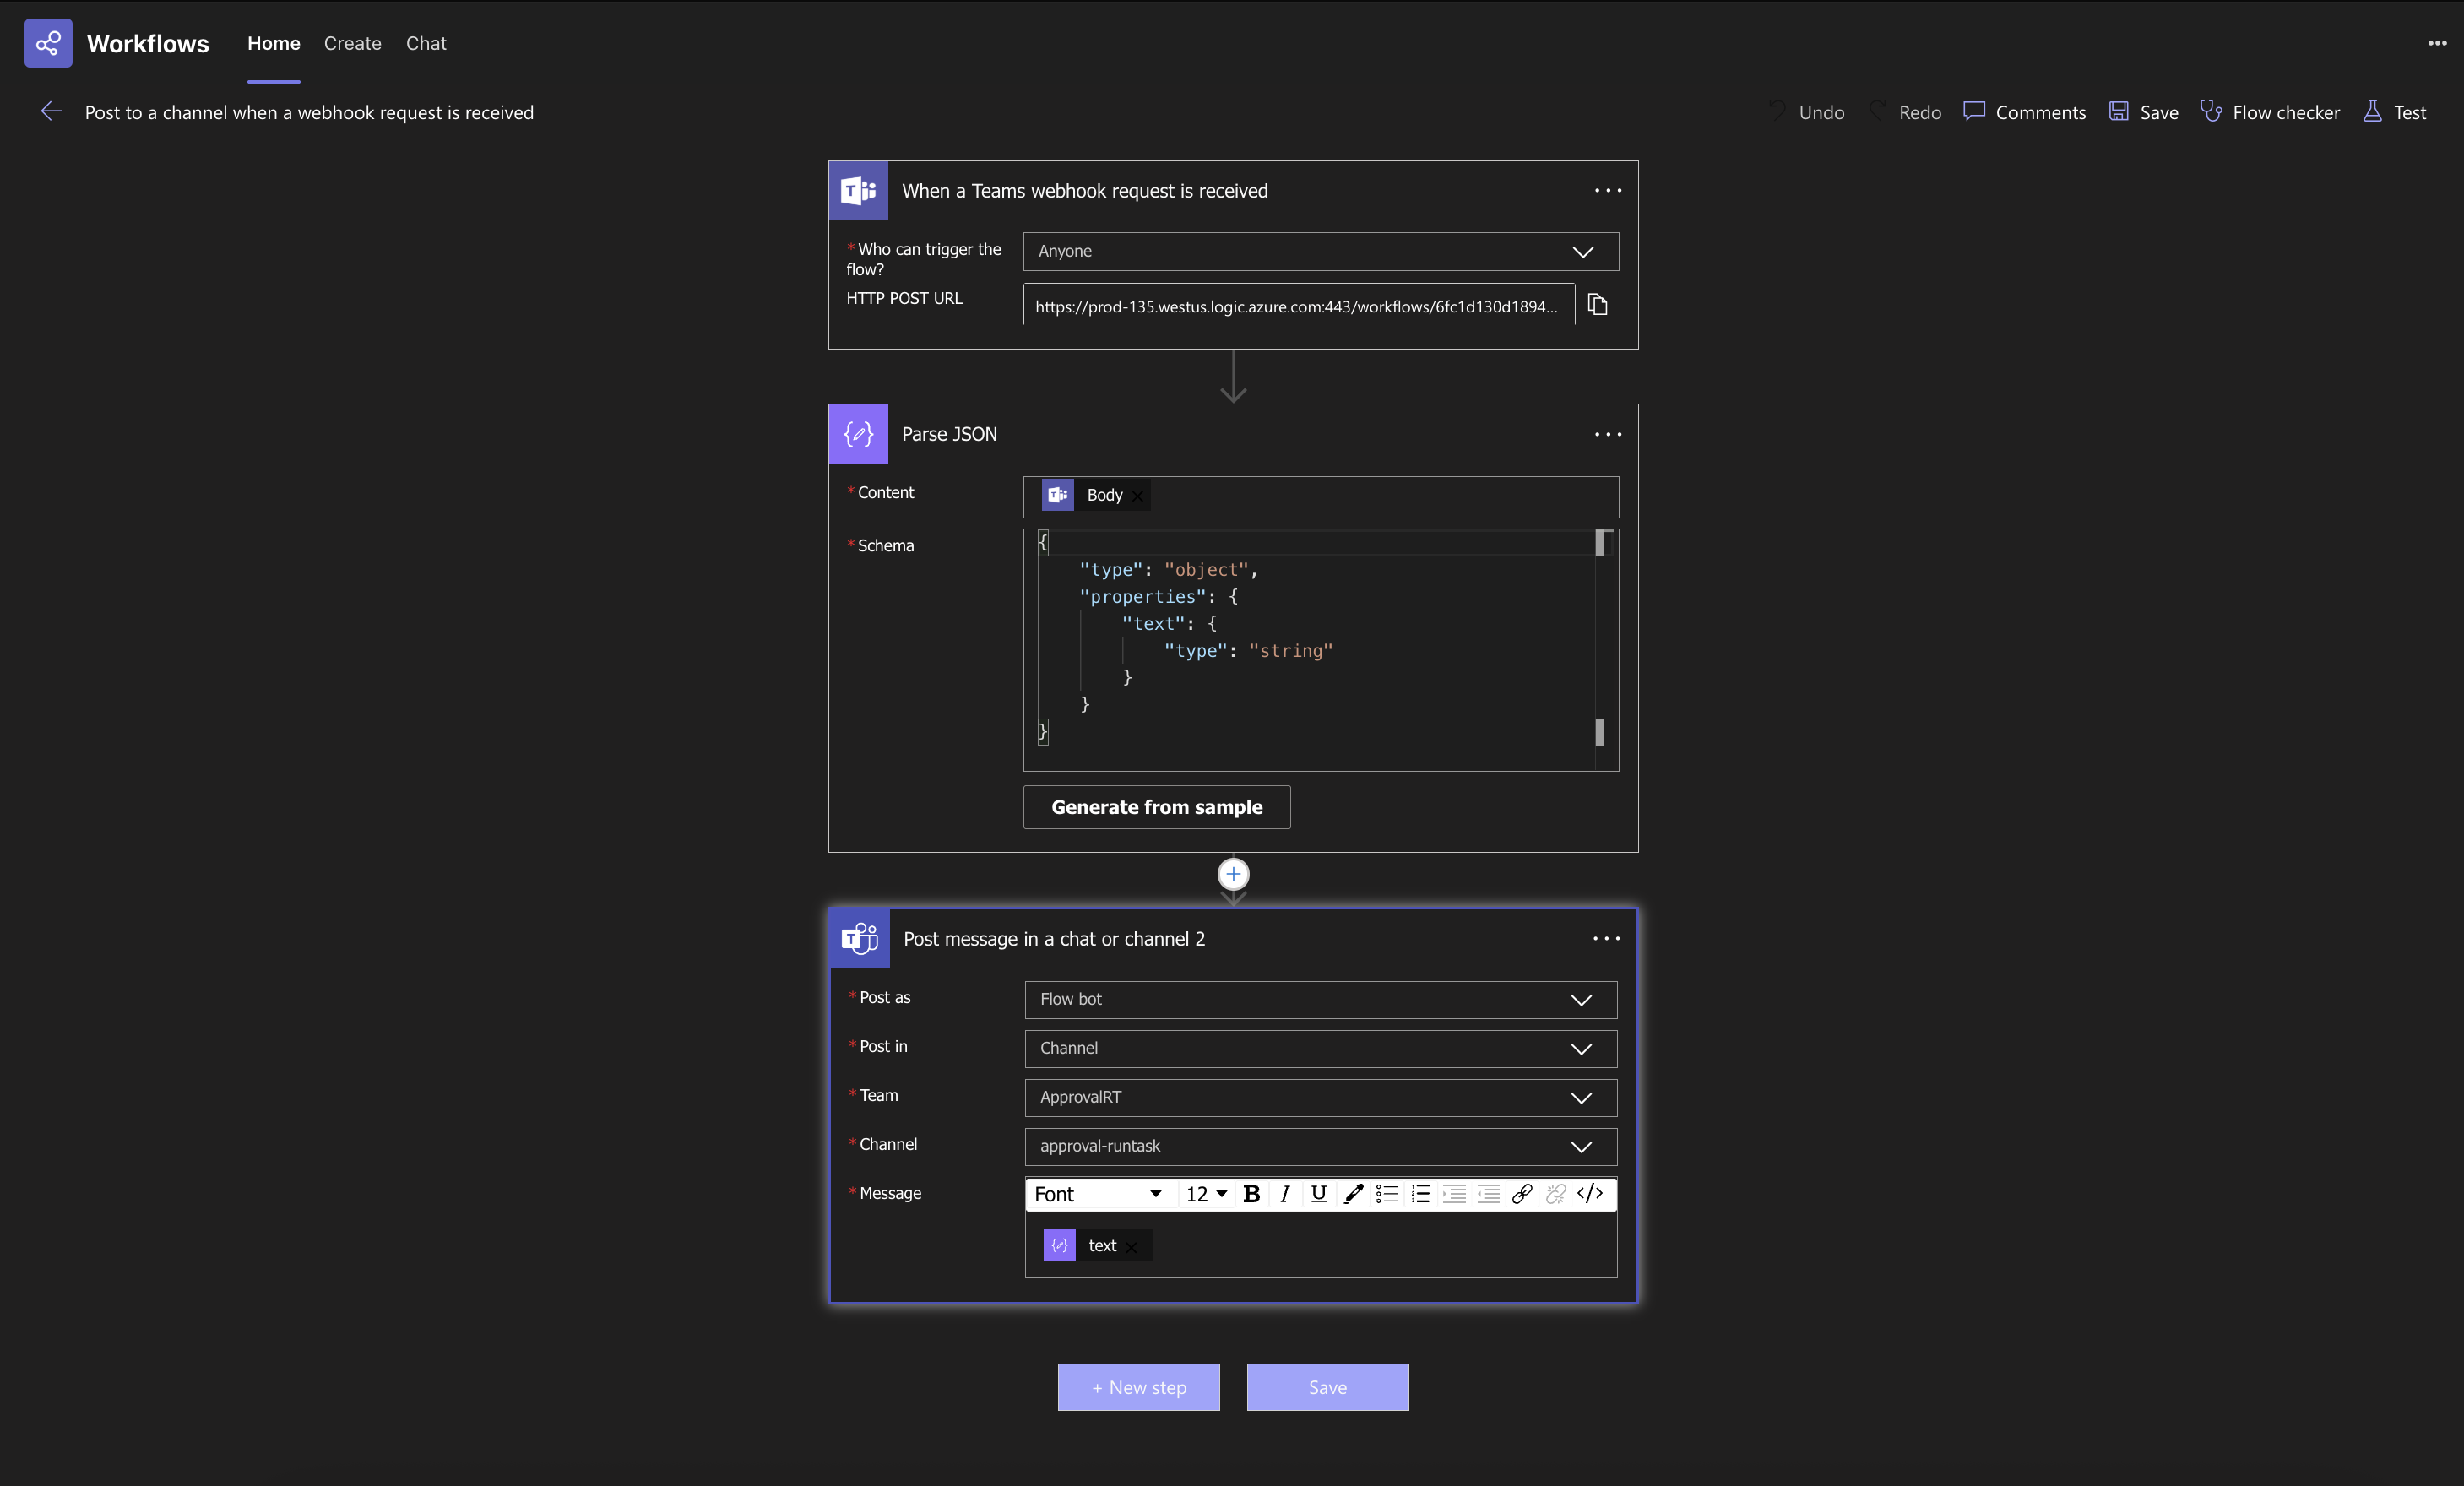 Workflows
Home
Create
Chat
Post to a channel when a webhook request is received
Undo
Redo
Comments
Save
Flow checker
Test
When a Teams webhook request is received
* Who can trigger the
flow?
Anyone
HTTP POST URL
https://prod-135.westus.logic.azure.com:443/workflows/6fc1d130d1894...
Parse JSON
* Content
Body
* Schema
{
"type": "object",
"properties": {
"text": {
"type": "string"
}
}
}
Generate from sample
Post message in a chat or channel 2
* Post as
Flow bot
* Post in
Channel
* Team
ApprovalRT
* Channel
approval-runtask
* Message
Font
12
B
I
U
</>
text
+ New step
Save